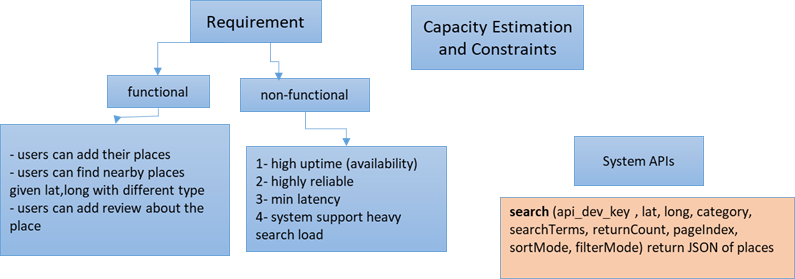 Requirement
Capacity Estimation
and Constraints
functional
non-functional
- users can add their places
- users can find nearby places
given lat,long with different type
- users can add review about the
place
1- high uptime (availability)
2- highly reliable
3- min latency
4- system support heavy
search load
System APIs
search (api_dev_key , lat, long, category,
searchTerms, returnCount, pageIndex,
sortMode, filterMode) return JSON of places